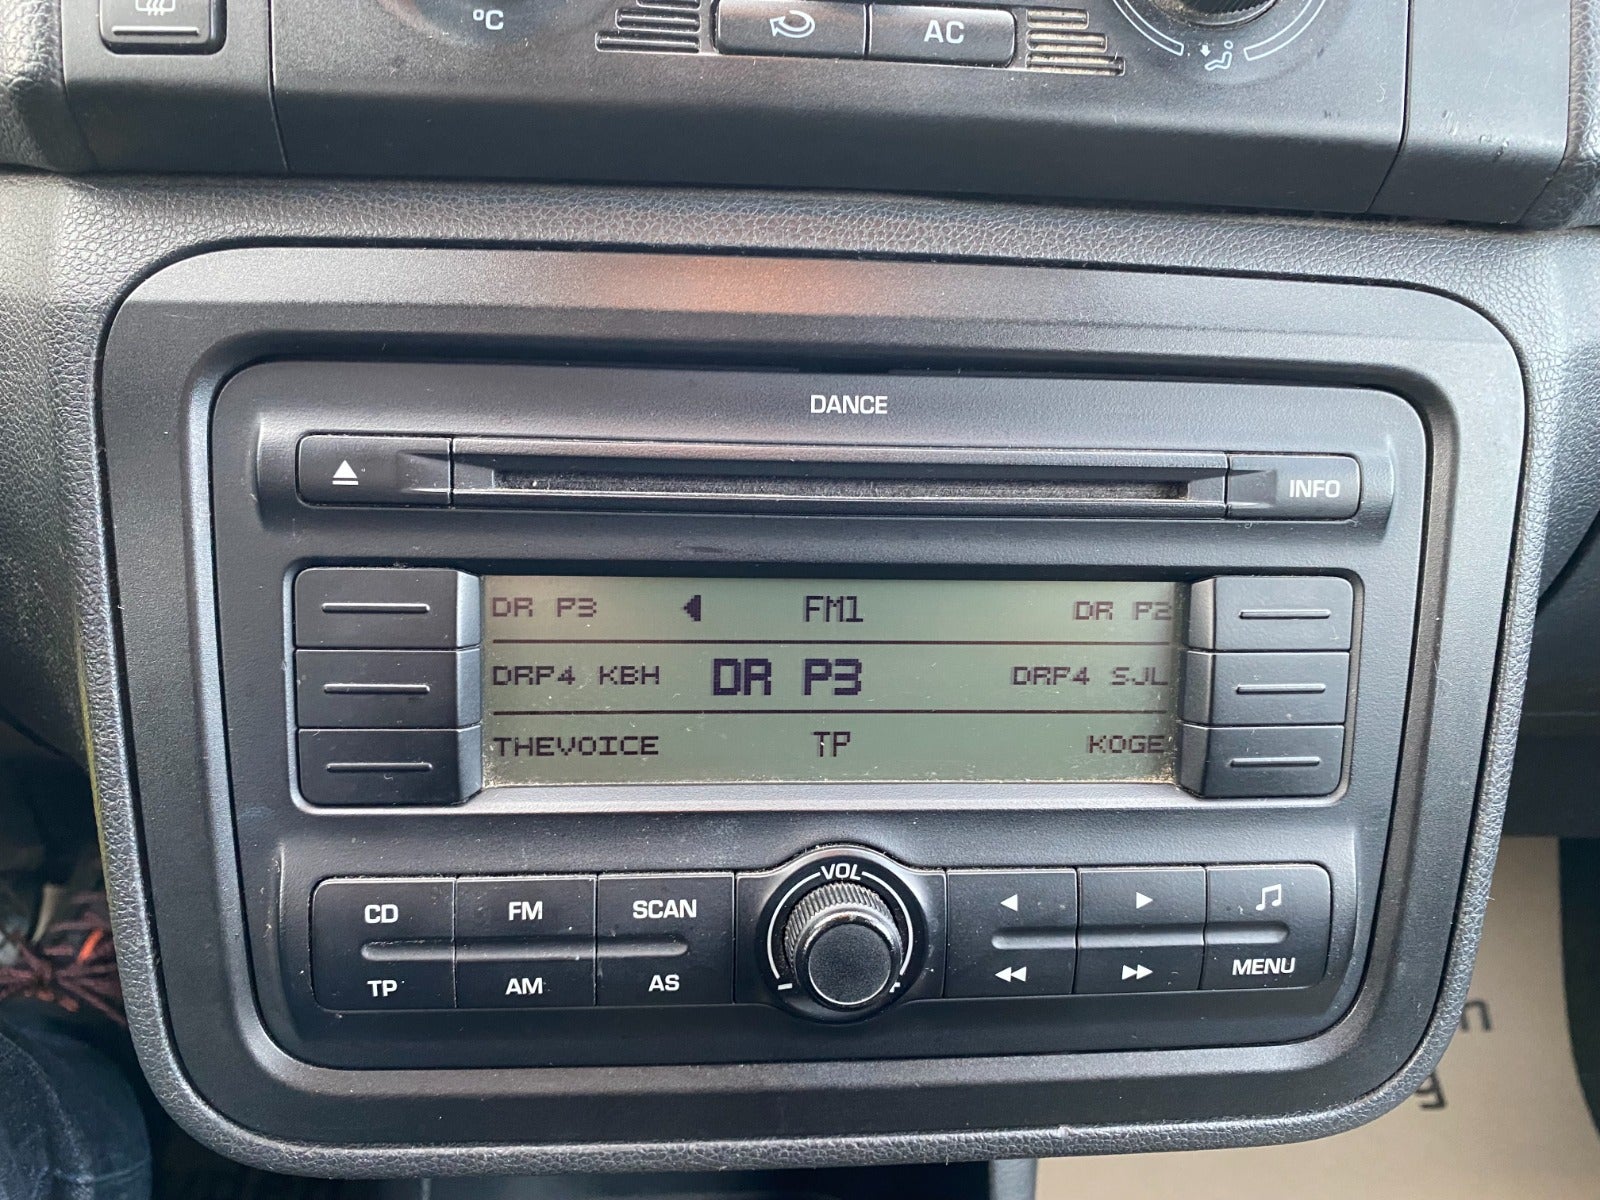 °C
AC
DANCE
INFO
DR P3 FM1 DR P2
DRP4 KBH DR P3 DRP4 SJL
THEVOICE TP KOGE
VOL
CD FM SCAN
TP AM AS
- +
MENU